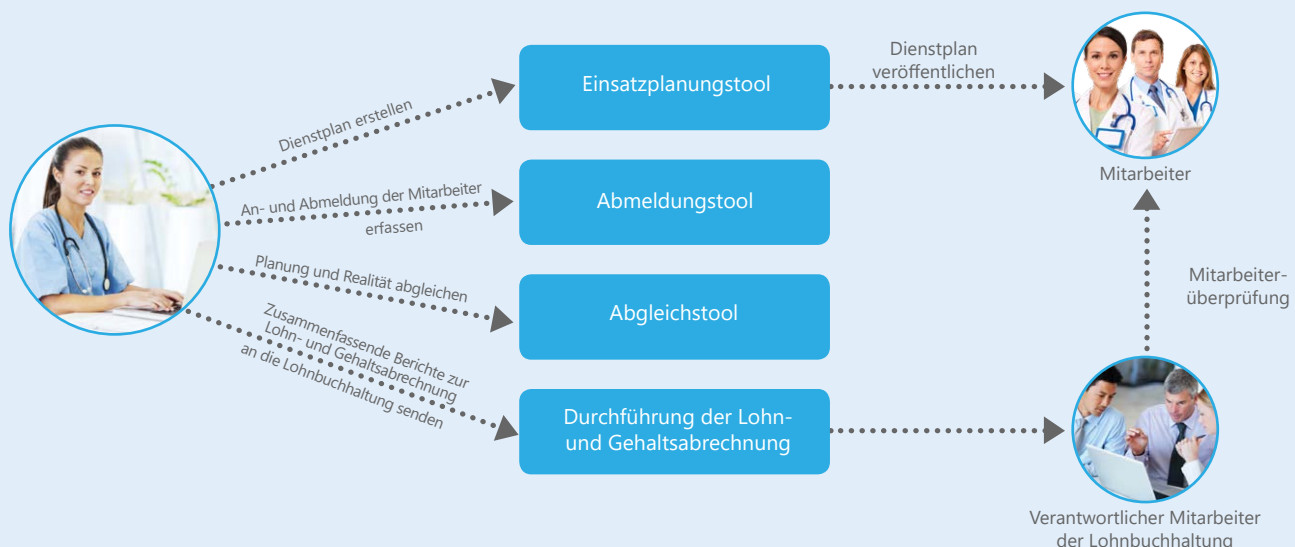 Dienstplan erstellen
An- und Abmeldung der Mitarbeiter
erfassen
Planung und Realität abgleichen
Zusammenfassende Berichte zur
Lohn- und Gehaltsabrechnung
an die Lohnbuchhaltung senden
Einsatzplanungstool
Abmeldungstool
Abgleichstool
Durchführung der Lohn-
und Gehaltsabrechnung
Dienstplan
veröffentlichen
Mitarbeiter
Mitarbeiter-
überprüfung
Verantwortlicher Mitarbeiter
der Lohnbuchhaltung